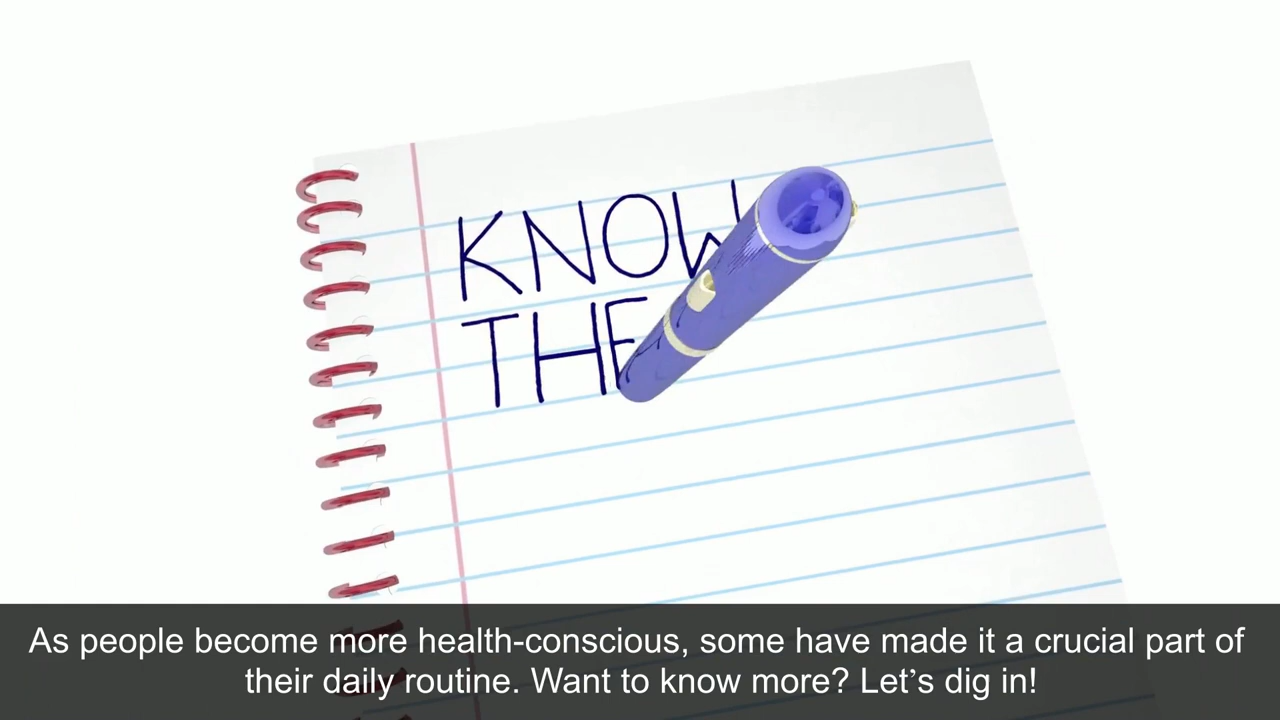 KNOW
THE
As people become more health-conscious, some have made it a crucial part of
their daily routine. Want to know more? Let’s dig in!